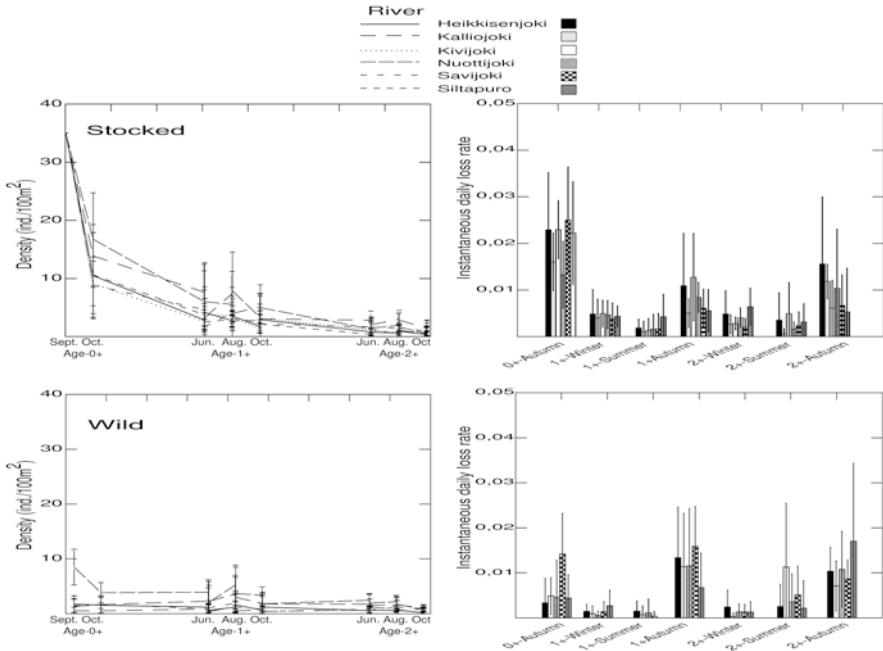 River
Heikkisenjoki
Kalliojoki
Kivijoki
Nuottijoki
Savijoki
Siltapuro
40
30
20
10
Density (ind./100m²)
Stocked
Sept. Oct. Jun. Aug. Oct. Jun. Aug. Oct
Age-0+ Age-1+ Age-2+
0,05
0,04
0,03
0,02
0,01
Instantaneous daily loss rate
0+-Autumn
1+-Winter
1+-Summer
1+Autumn
2+-Winter
2+-Summer
2+-Autumn
40
30
20
10
Density (ind./100m²)
Wild
Sept. Oct. Jun. Aug. Oct. Jun. Aug. Oct.
Age-0+ Age-1+ Age-2+
0,05
0,04
0,03
0,02
0,01
Instantaneous daily loss rate
0+-Autumn
1+-Winter
1+-Summer
1+Autumn
2+-Winter
2+-Summer
2+-Autumn